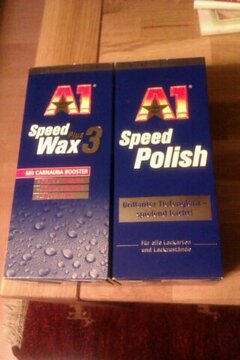 A1
Speed
Wax Plus 3
Mit CARNAUBA BOOSTER
A1
Speed
Polish
Brillanter Tiefenglanz –
spielend leicht!
Für alle Lackarten
und Lackzustände